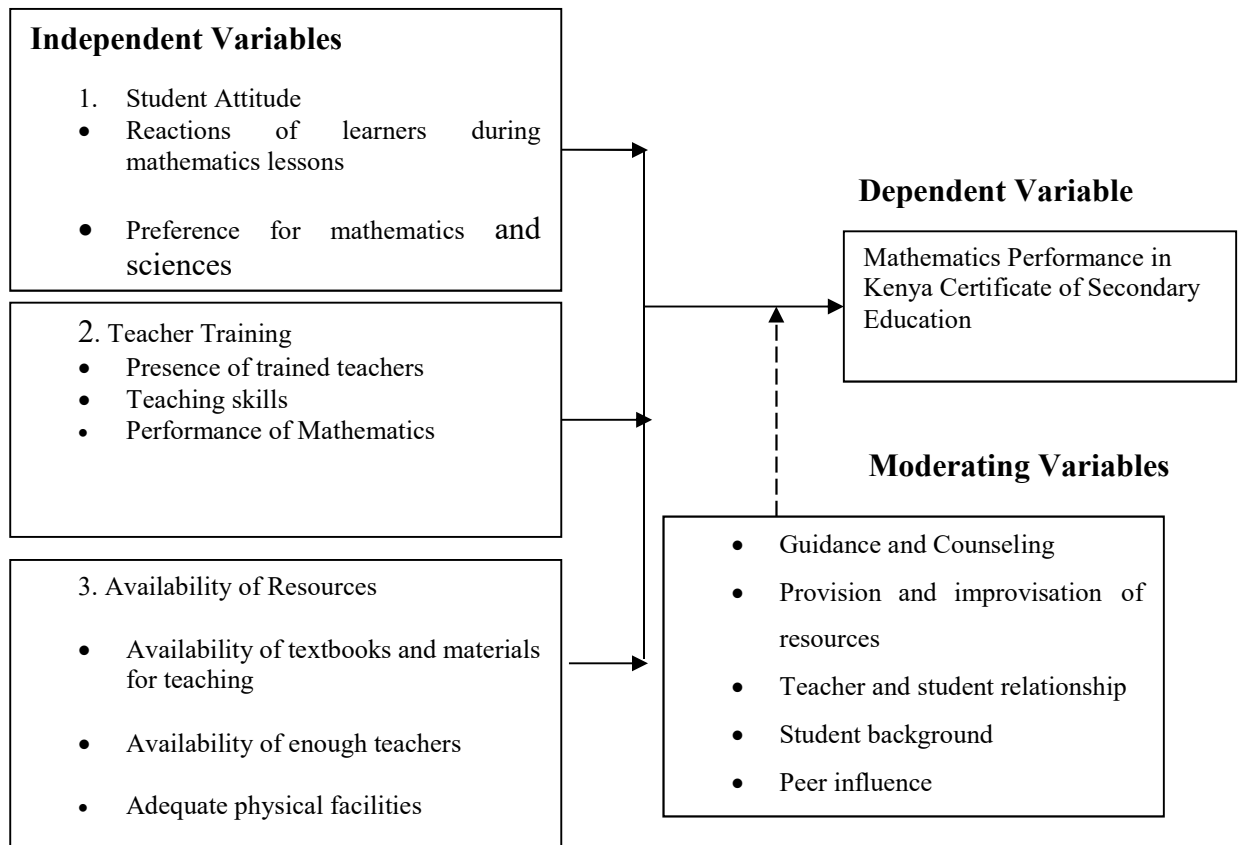 Independent Variables
1. Student Attitude
• Reactions of learners during
mathematics lessons
• Preference for mathematics and
sciences
2. Teacher Training
• Presence of trained teachers
• Teaching skills
• Performance of Mathematics
3. Availability of Resources
• Availability of textbooks and materials
for teaching
• Availability of enough teachers
• Adequate physical facilities
Dependent Variable
Mathematics Performance in
Kenya Certificate of Secondary
Education
Moderating Variables
• Guidance and Counseling
• Provision and improvisation of
resources
• Teacher and student relationship
• Student background
• Peer influence